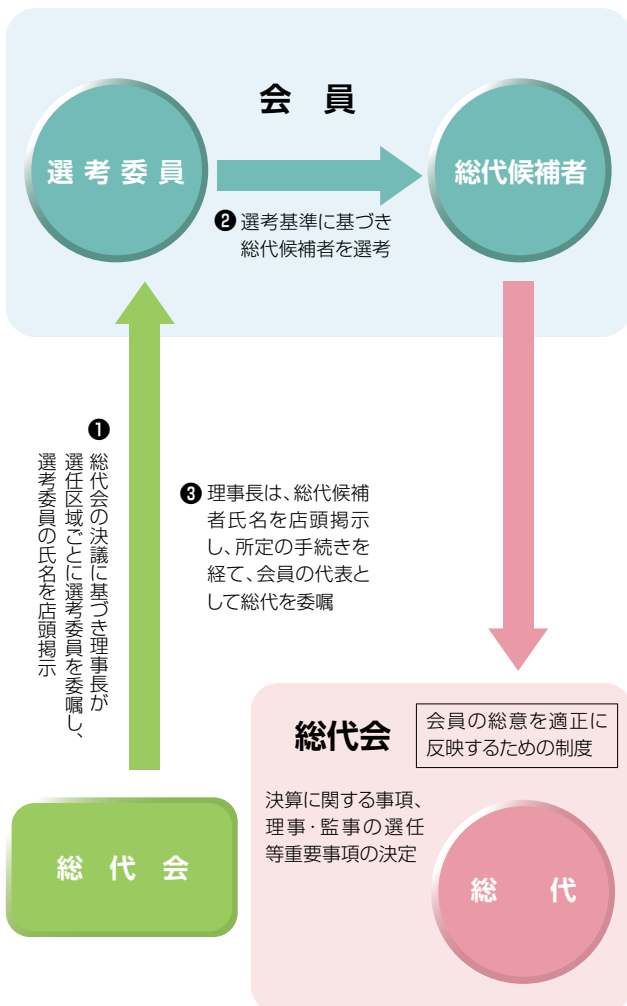 会 員
選考委員
総代候補者
❷ 選考基準に基づき
総代候補者を選考
❶
総代会の決議に基づき理事長が
選任区域ごとに選考委員を委嘱し、
選考委員の氏名を店頭掲示
❸ 理事長は、総代候補
者氏名を店頭掲示
し、所定の手続きを
経て、会員の代表と
して総代を委嘱
総代会
会員の総意を適正に
反映するための制度
決算に関する事項、
理事・監事の選任
等重要事項の決定
総 代 会
総 代